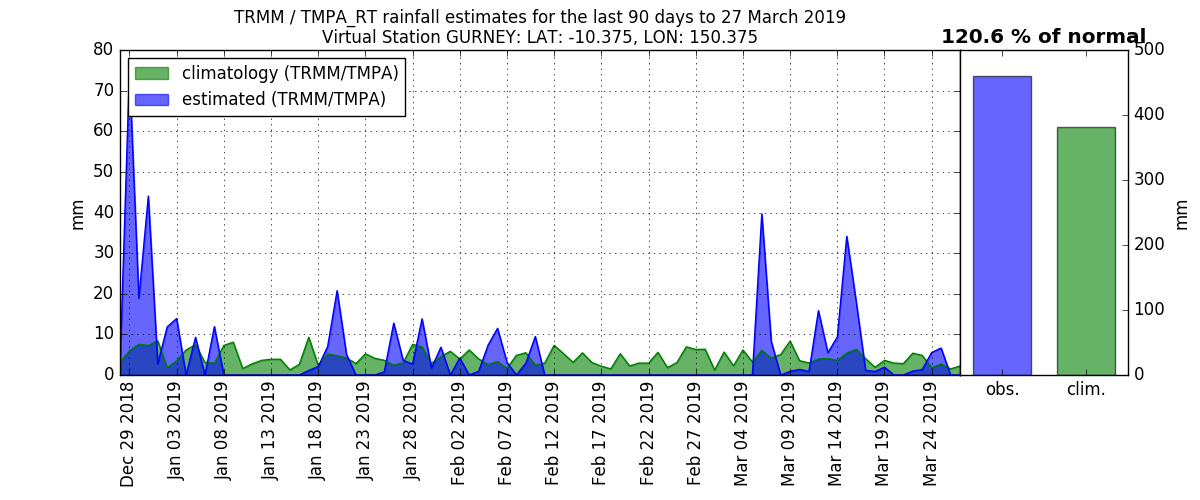 TRMM / TMPA_RT rainfall estimates for the last 90 days to 27 March 2019
Virtual Station GURNEY: LAT: -10.375, LON: 150.375
120.6 % of normal
climatology (TRMM/TMPA)
estimated (TRMM/TMPA)
80
70
60
50
40
30
20
10
0
mm
Dec 29 2018
Jan 03 2019
Jan 08 2019
Jan 13 2019
Jan 18 2019
Jan 23 2019
Jan 28 2019
Feb 02 2019
Feb 07 2019
Feb 12 2019
Feb 17 2019
Feb 22 2019
Feb 27 2019
Mar 04 2019
Mar 09 2019
Mar 14 2019
Mar 19 2019
Mar 24 2019
obs.
clim.
500
400
300
200
100
0
mm